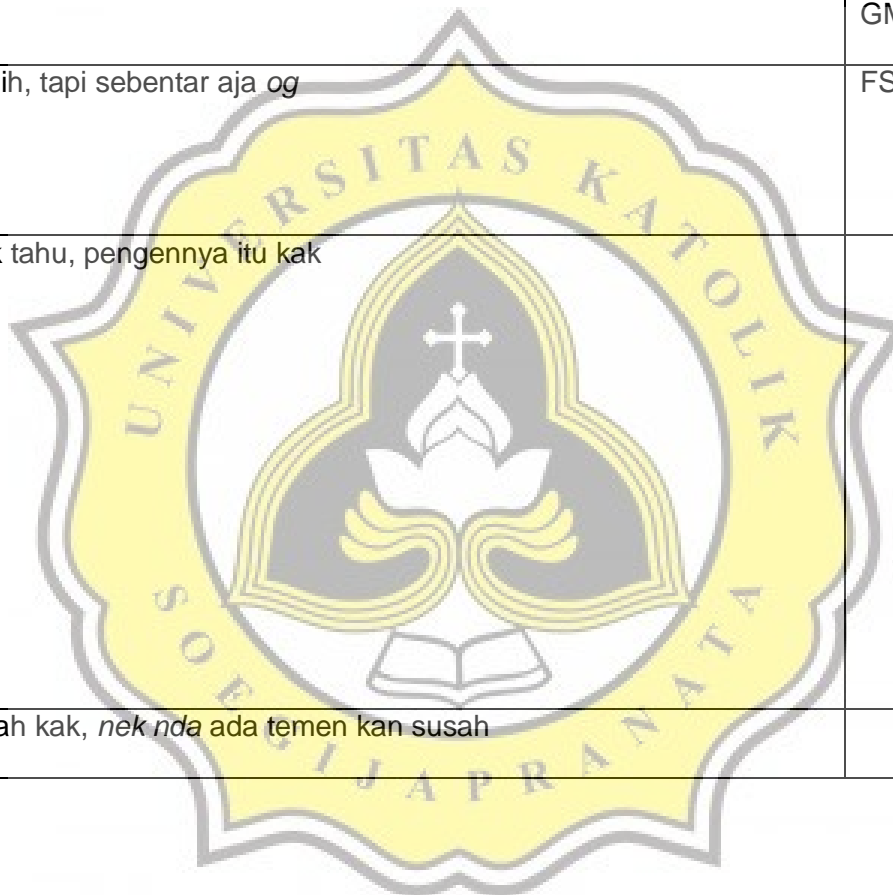 GM
ih, tapi sebentar aja og
FS
tahu, pengennya itu kak
ah kak, nek nda ada temen kan susah
UNIVERSITAS KATOLIK
SOEGIJAPRANATA